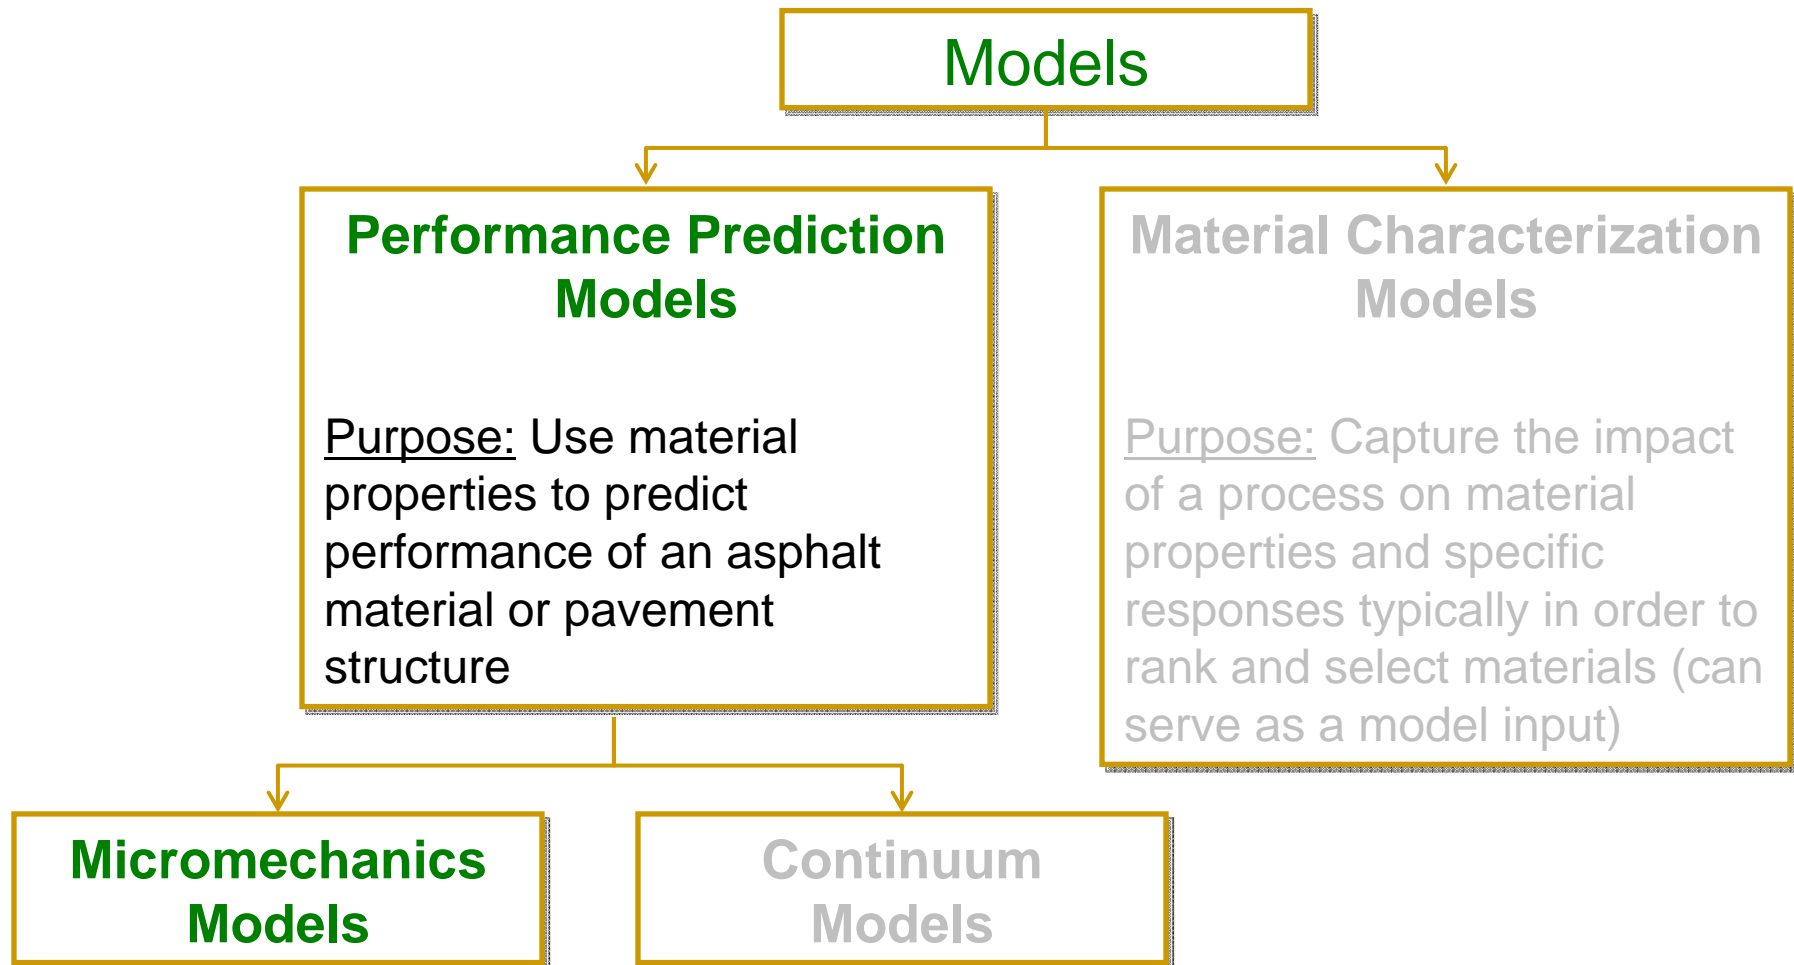 Models
Performance Prediction
Models
Purpose: Use material
properties to predict
performance of an asphalt
material or pavement
structure
Material Characterization
Models
Purpose: Capture the impact
of a process on material
properties and specific
responses typically in order to
rank and select materials (can
serve as a model input)
Micromechanics
Models
Continuum
Models